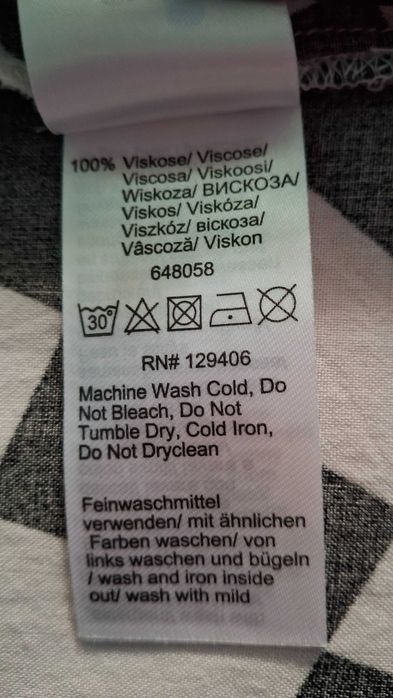 100% Viskose/ Viscose/
Viscosa/ Viskoosi/
Wiskoza/ ВИСКОЗА/
Viskos/ Viskóza/
Viszkóz/ віскоза/
Vâscoză/ Viskon
648058
30°
RN# 129406
Machine Wash Cold, Do
Not Bleach, Do Not
Tumble Dry, Cold Iron,
Do Not Dryclean
Feinwaschmittel
verwenden/ mit ähnlichen
Farben waschen/ von
links waschen und bügeln
/ wash and iron inside
out/ wash with mild